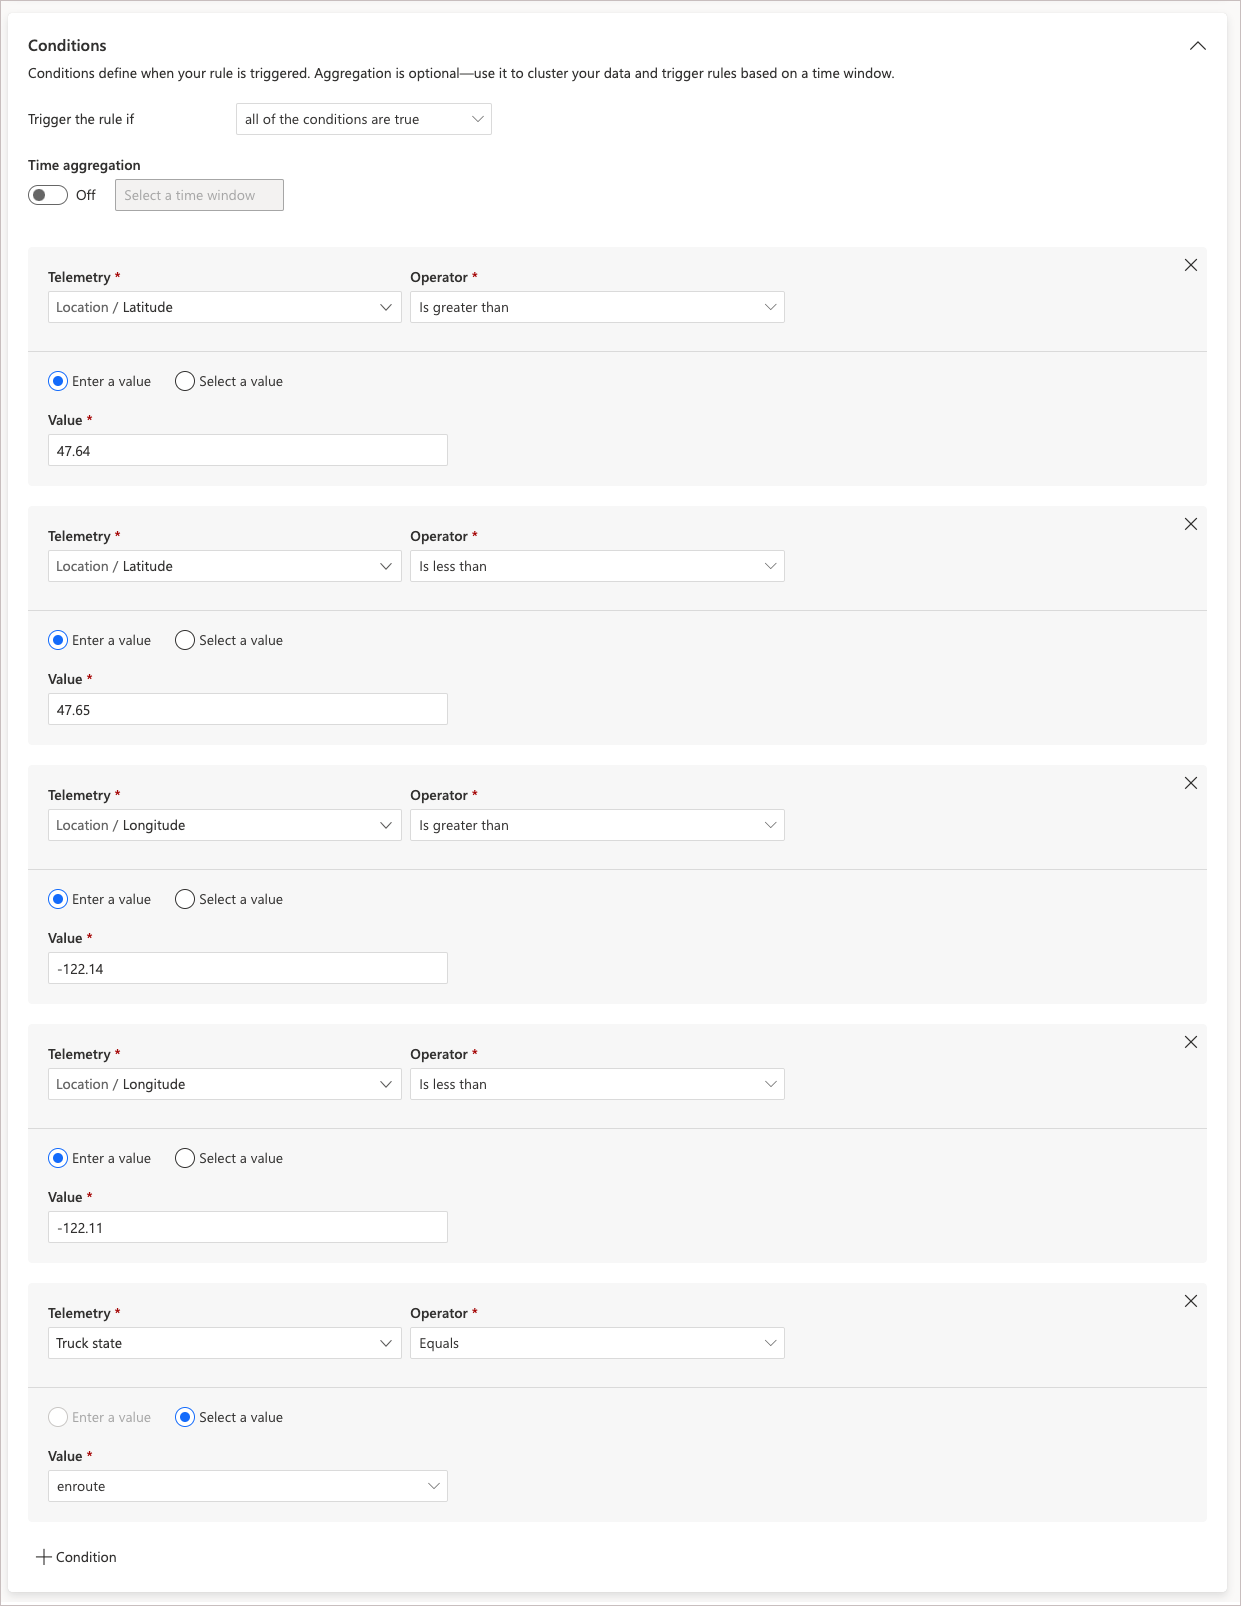 Conditions
Conditions define when your rule is triggered. Aggregation is optional—use it to cluster your data and trigger rules based on a time window.
Trigger the rule if all of the conditions are true
Time aggregation
Off Select a time window
Telemetry * Operator *
Location / Latitude Is greater than
Enter a value Select a value
Value *
47.64
Telemetry * Operator *
Location / Latitude Is less than
Enter a value Select a value
Value *
47.65
Telemetry * Operator *
Location / Longitude Is greater than
Enter a value Select a value
Value *
-122.14
Telemetry * Operator *
Location / Longitude Is less than
Enter a value Select a value
Value *
-122.11
Telemetry * Operator *
Truck state Equals
Enter a value Select a value
Value *
enroute
Condition